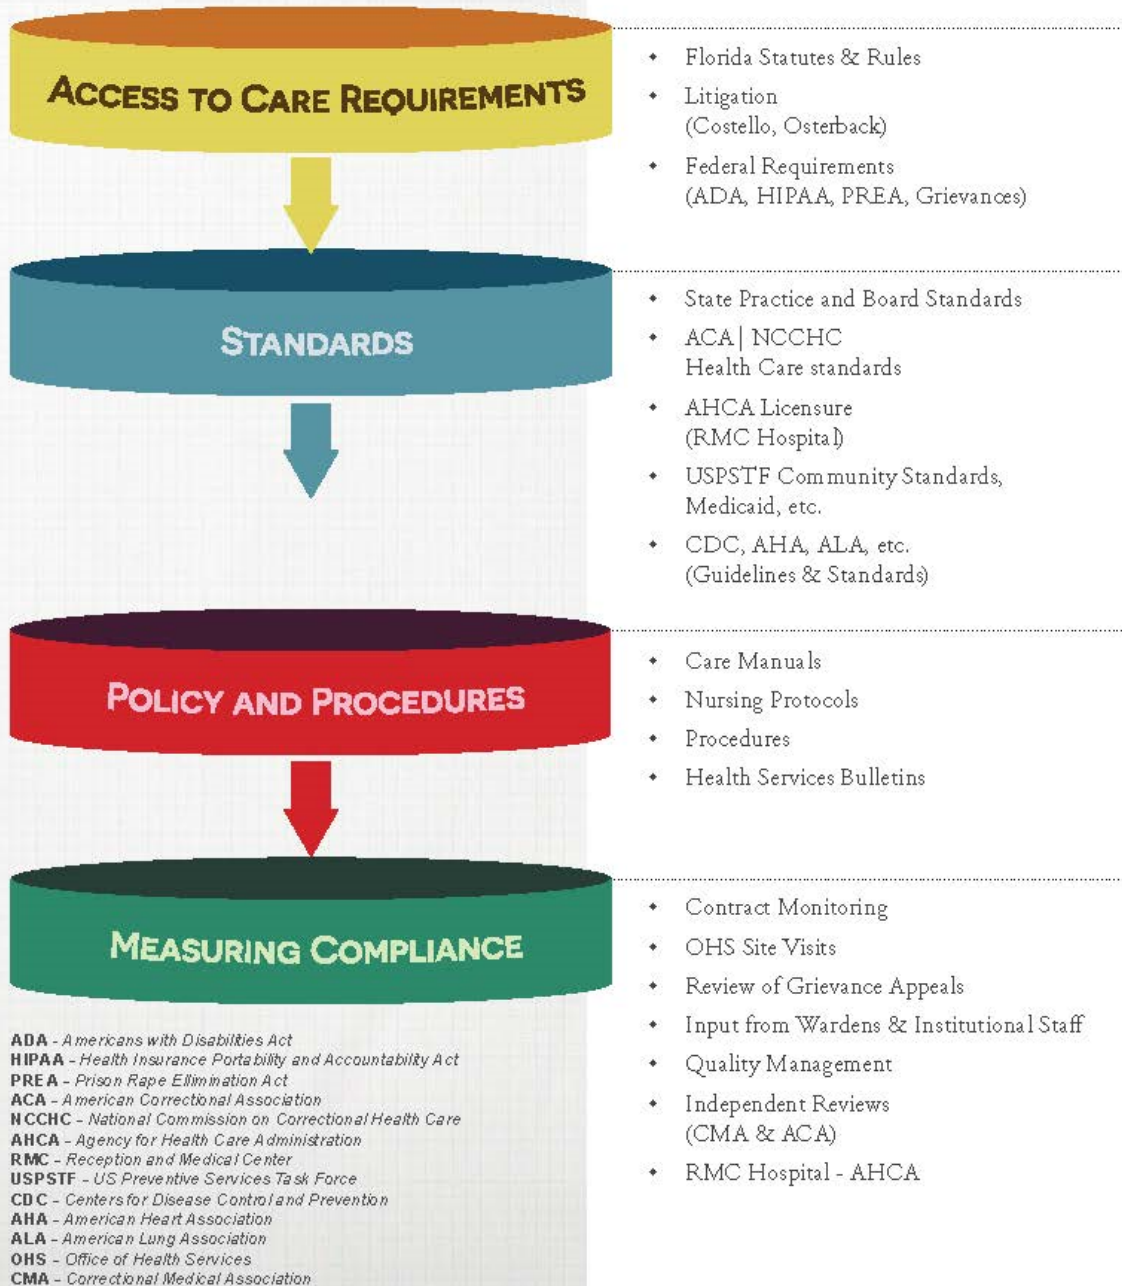 ACCESS TO CARE REQUIREMENTS
◆ Florida Statutes & Rules
◆ Litigation
(Costello, Osterback)
◆ Federal Requirements
(ADA, HIPAA, PREA, Grievances)
STANDARDS
◆ State Practice and Board Standards
◆ ACA| NCCHC
Health Care standards
◆ AHCA Licensure
(RMC Hospital)
◆ USPSTF Community Standards,
Medicaid, etc.
◆ CDC, AHA, ALA, etc.
(Guidelines & Standards)
POLICY AND PROCEDURES
◆ Care Manuals
◆ Nursing Protocols
◆ Procedures
◆ Health Services Bulletins
MEASURING COMPLIANCE
◆ Contract Monitoring
◆ OHS Site Visits
◆ Review of Grievance Appeals
◆ Input from Wardens & Institutional Staff
◆ Quality Management
◆ Independent Reviews
(CMA & ACA)
◆ RMC Hospital - AHCA
ADA - Americans with Disabilities Act
HIPAA - Health Insurance Portability and Accountability Act
PREA - Prison Rape Ellimination Act
ACA - American Correctional Association
NCCHC - National Commission on Correctional Health Care
AHCA - Agency for Health Care Administration
RMC - Reception and Medical Center
USPSTF - US Preventive Services Task Force
CDC - Centers for Disease Control and Prevention
AHA - American Heart Association
ALA - American Lung Association
OHS - Office of Health Services
CMA - Correctional Medical Association